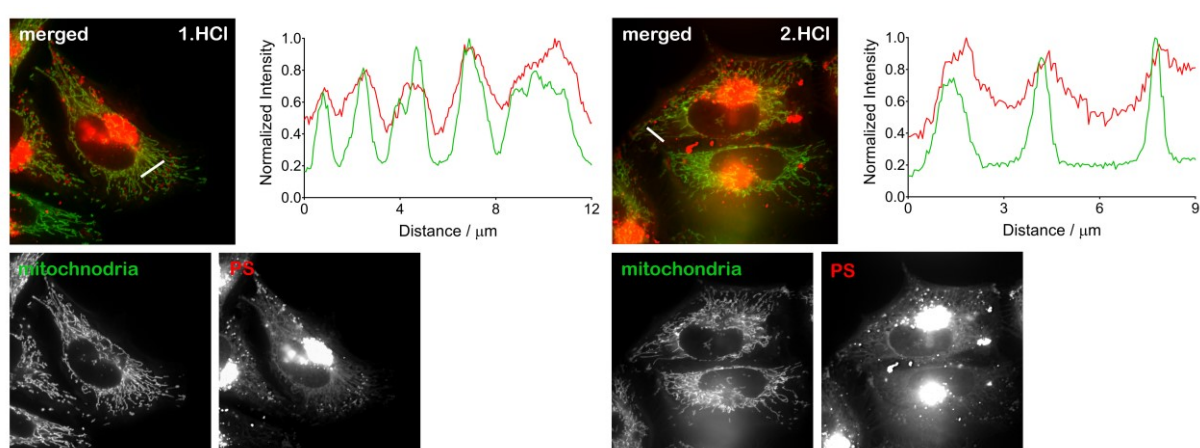 merged 1.HCl
Normalized Intensity
1.0
0.8
0.6
0.4
0.2
0.0
0 4 8 12
Distance / μm
merged 2.HCl
Normalized Intensity
1.0
0.8
0.6
0.4
0.2
0.0
0 3 6 9
Distance / μm
mitochnodria
PS
mitochondria
PS